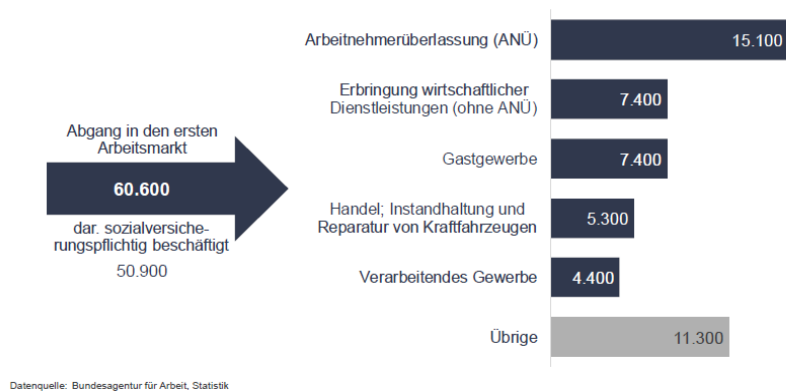 Arbeitnehmerüberlassung (ANÜ)
15.100
Erbringung wirtschaftlicher
Dienstleistungen (ohne ANÜ)
7.400
Abgang in den ersten
Arbeitsmarkt
60.600
dar. sozialversiche-
rungspflichtig beschäftigt
50.900
Gastgewerbe
7.400
Handel; Instandhaltung und
Reparatur von Kraftfahrzeugen
5.300
Verarbeitendes Gewerbe
4.400
Übrige
11.300
Datenquelle: Bundesagentur für Arbeit, Statistik